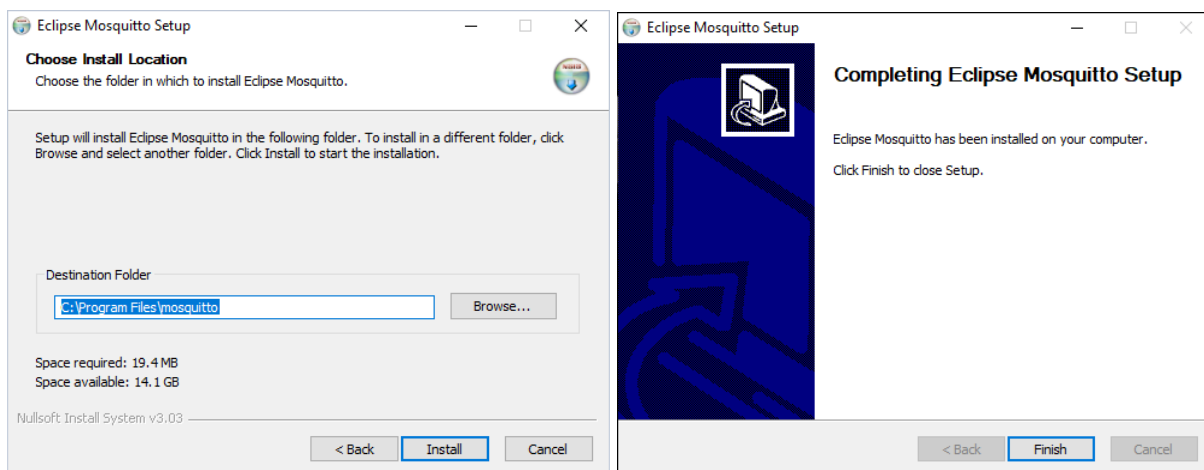 Eclipse Mosquitto Setup
Choose Install Location
Choose the folder in which to install Eclipse Mosquitto.
Setup will install Eclipse Mosquitto in the following folder. To install in a different folder, click
Browse and select another folder. Click Install to start the installation.
Destination Folder
C:\Program Files\mosquitto
Browse...
Space required: 19.4 MB
Space available: 14.1 GB
Nullsoft Install System v3.03
< Back
Install
Cancel
Eclipse Mosquitto Setup
Completing Eclipse Mosquitto Setup
Eclipse Mosquitto has been installed on your computer.
Click Finish to close Setup.
< Back
Finish
Cancel